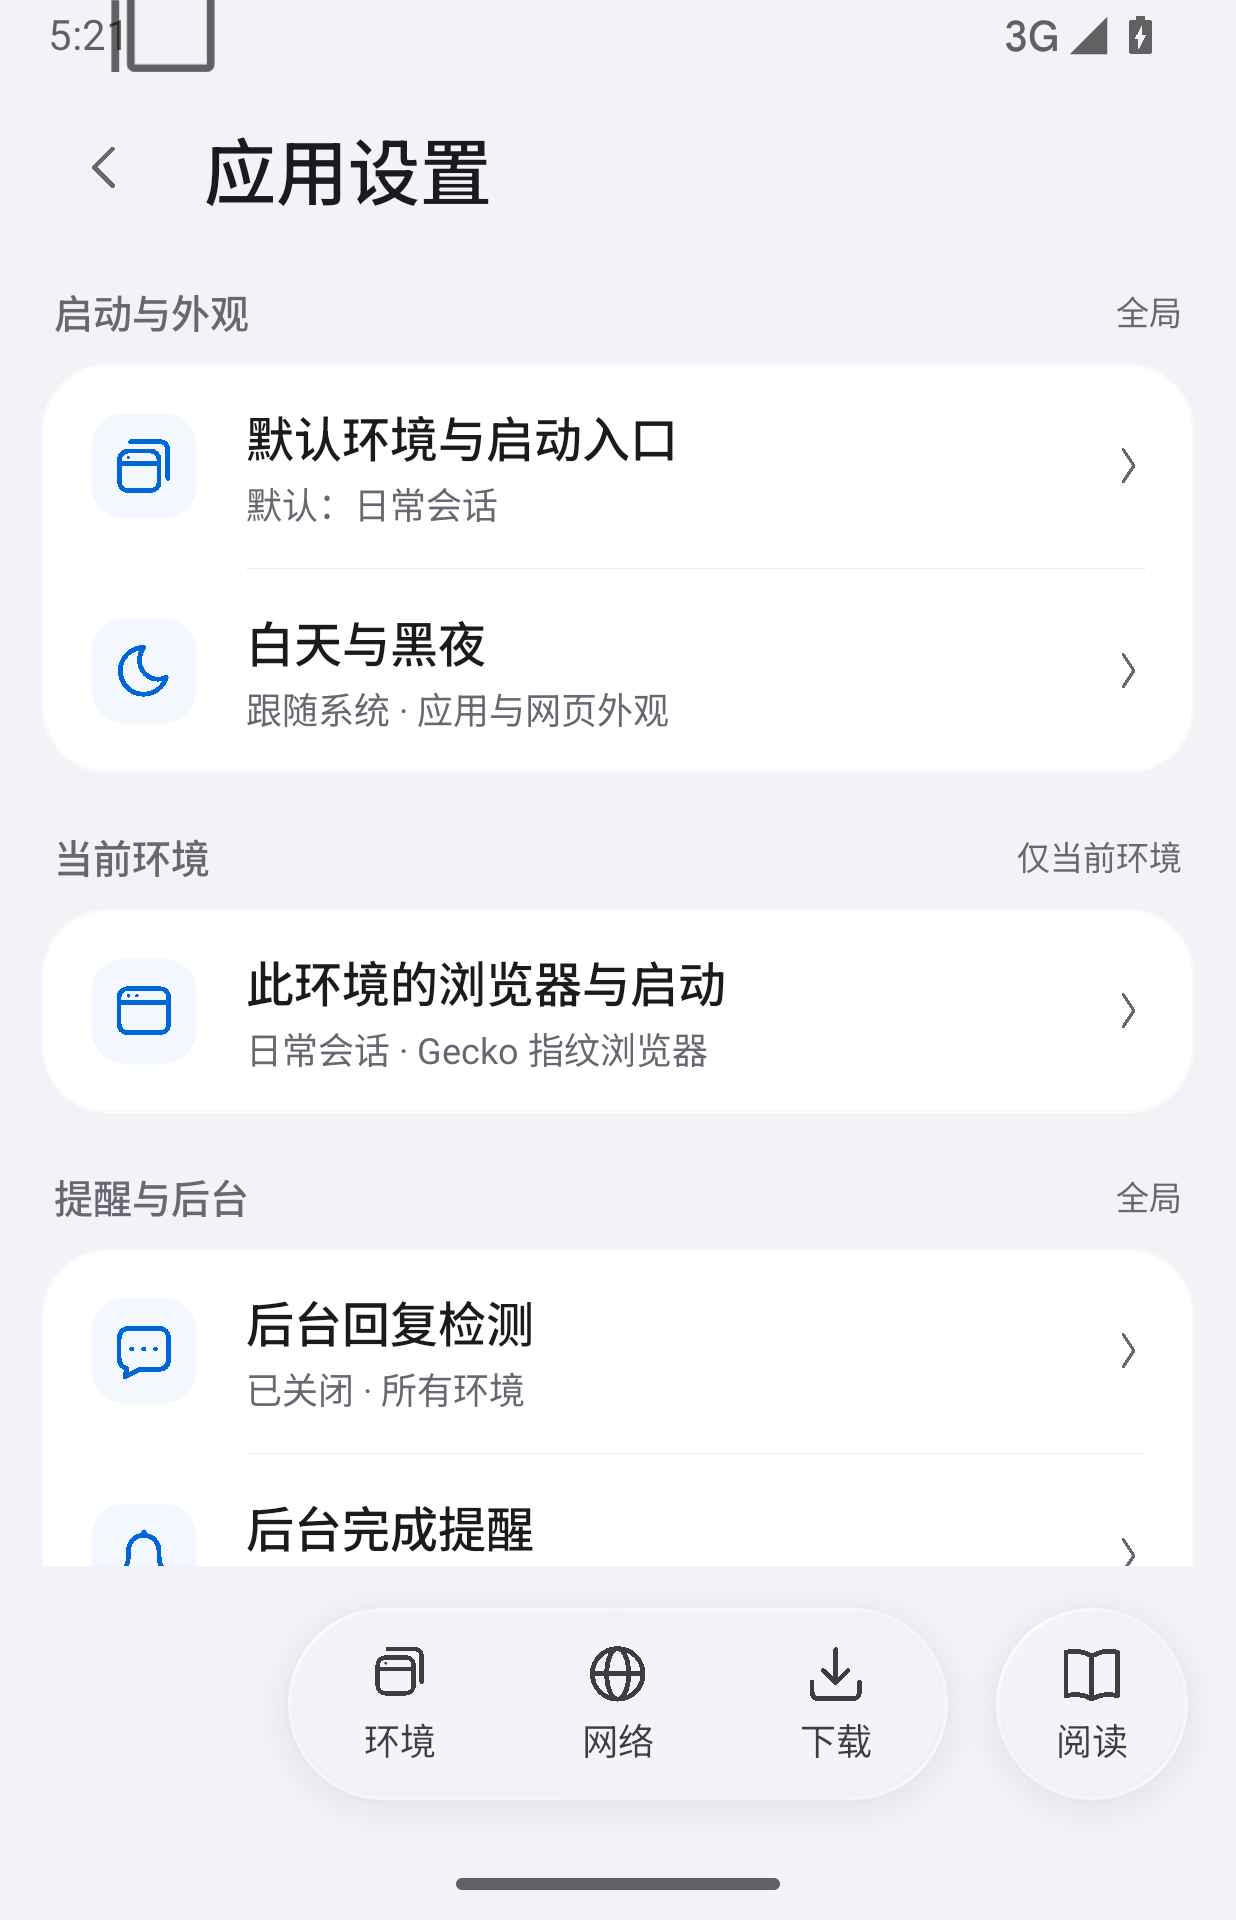 5:21
3G
应用设置
启动与外观
全局
默认环境与启动入口
默认：日常会话
白天与黑夜
跟随系统 · 应用与网页外观
当前环境
仅当前环境
此环境的浏览器与启动
日常会话 · Gecko 指纹浏览器
提醒与后台
全局
后台回复检测
已关闭 · 所有环境
后台完成提醒
环境
网络
下载
阅读